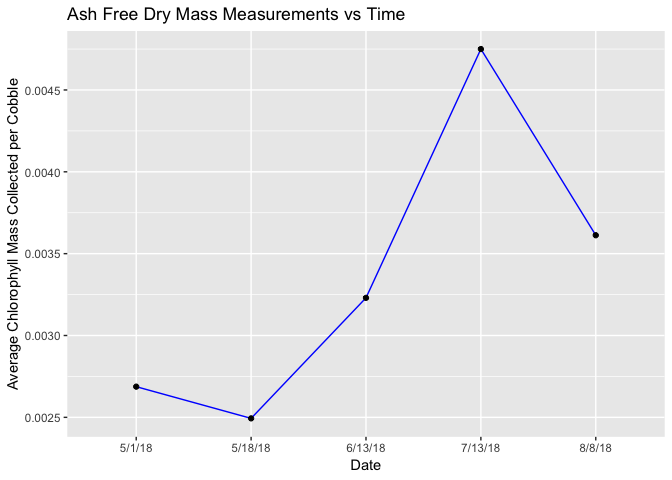 Ash Free Dry Mass Measurements vs Time
Average Chlorophyll Mass Collected per Cobble
0.0045
0.0040
0.0035
0.0030
0.0025
5/1/18 5/18/18 6/13/18 7/13/18 8/8/18
Date